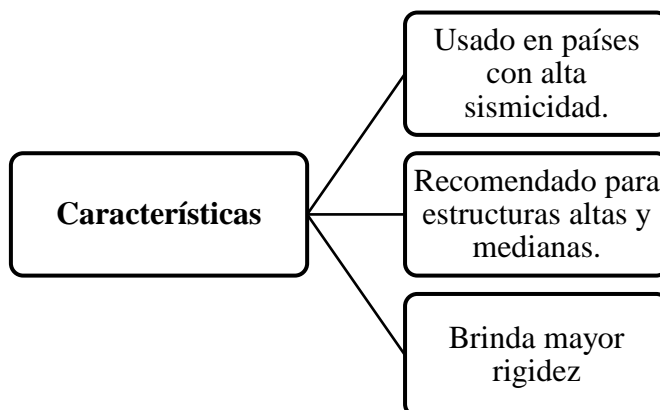 Usado en países
con alta
sismicidad.
Características
Recomendado para
estructuras altas y
medianas.
Brinda mayor
rigidez